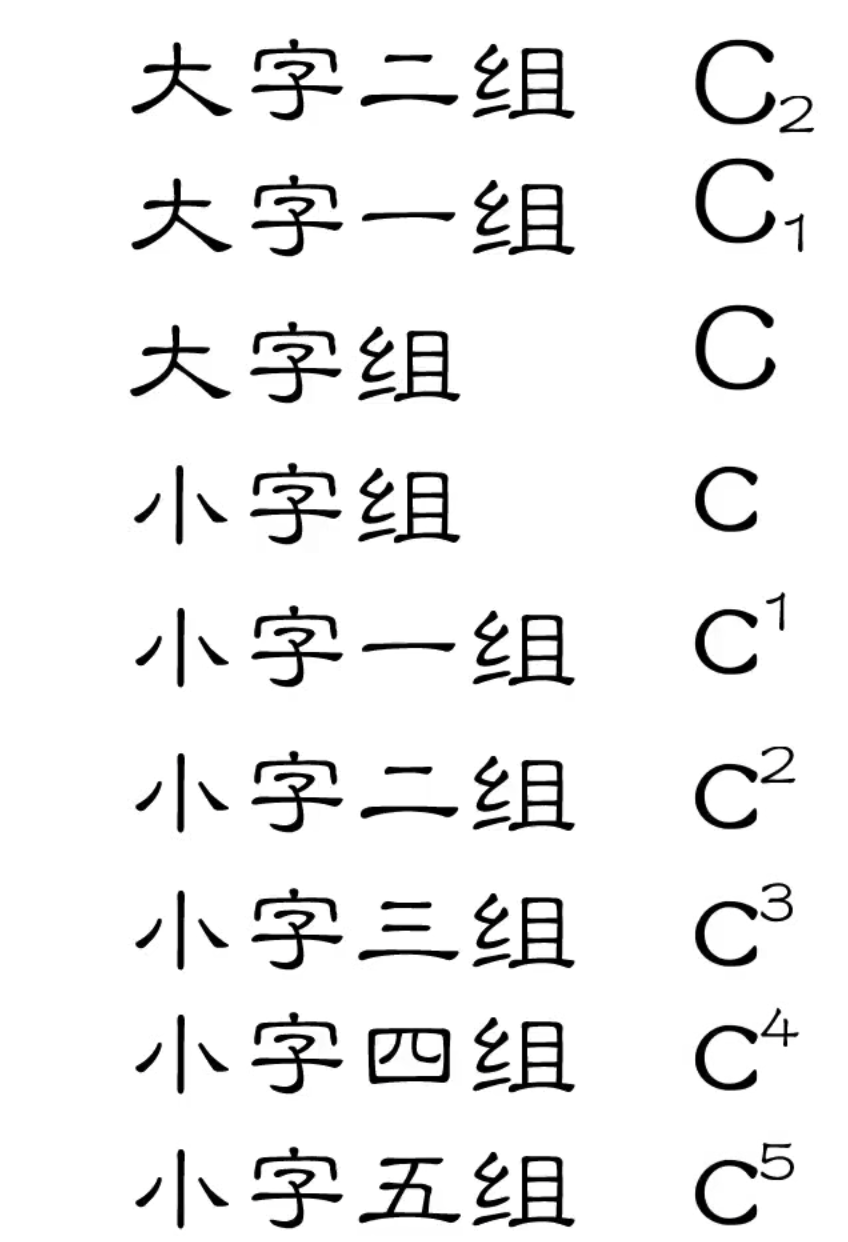 大字二组 C₂
大字一组 C₁
大字组 C
小字组 c
小字一组 c¹
小字二组 c²
小字三组 c³
小字四组 c⁴
小字五组 c⁵